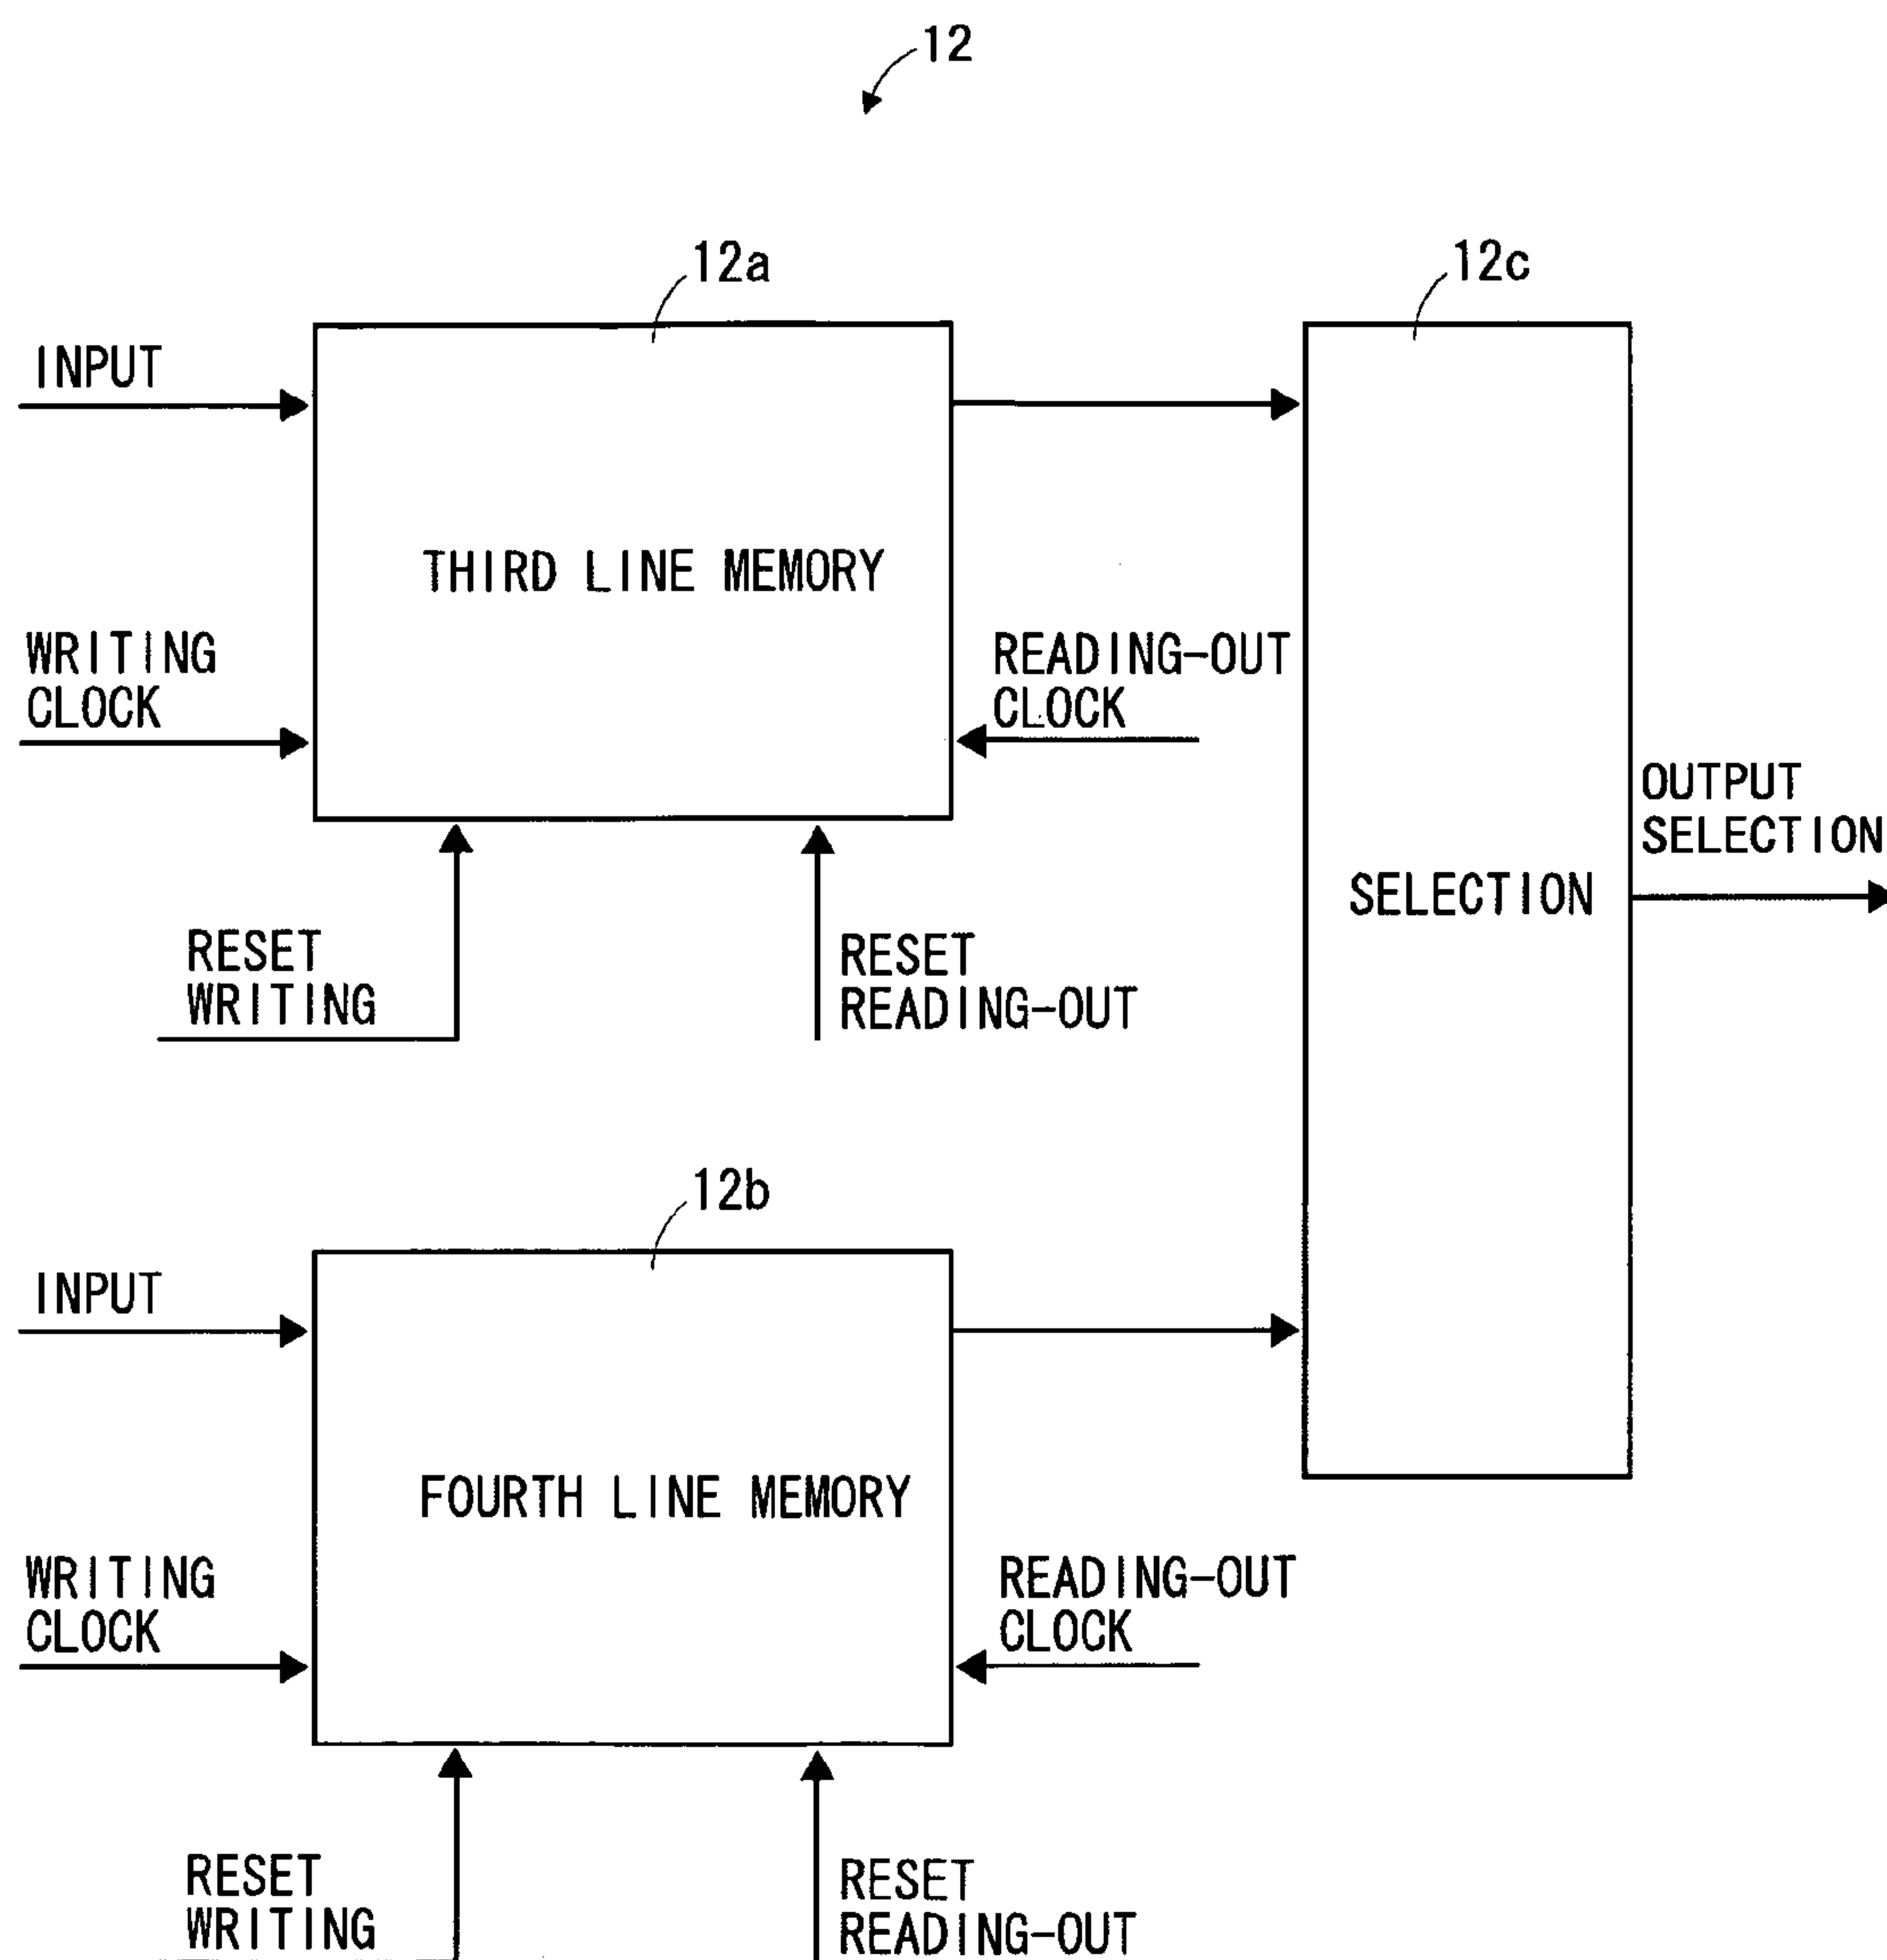 12
12a
12c
INPUT
THIRD LINE MEMORY
WRITING
CLOCK
READING-OUT
CLOCK
OUTPUT
SELECTION
SELECTION
RESET
WRITING
RESET
READING-OUT
12b
INPUT
FOURTH LINE MEMORY
WRITING
CLOCK
READING-OUT
CLOCK
RESET
WRITING
RESET
READING-OUT